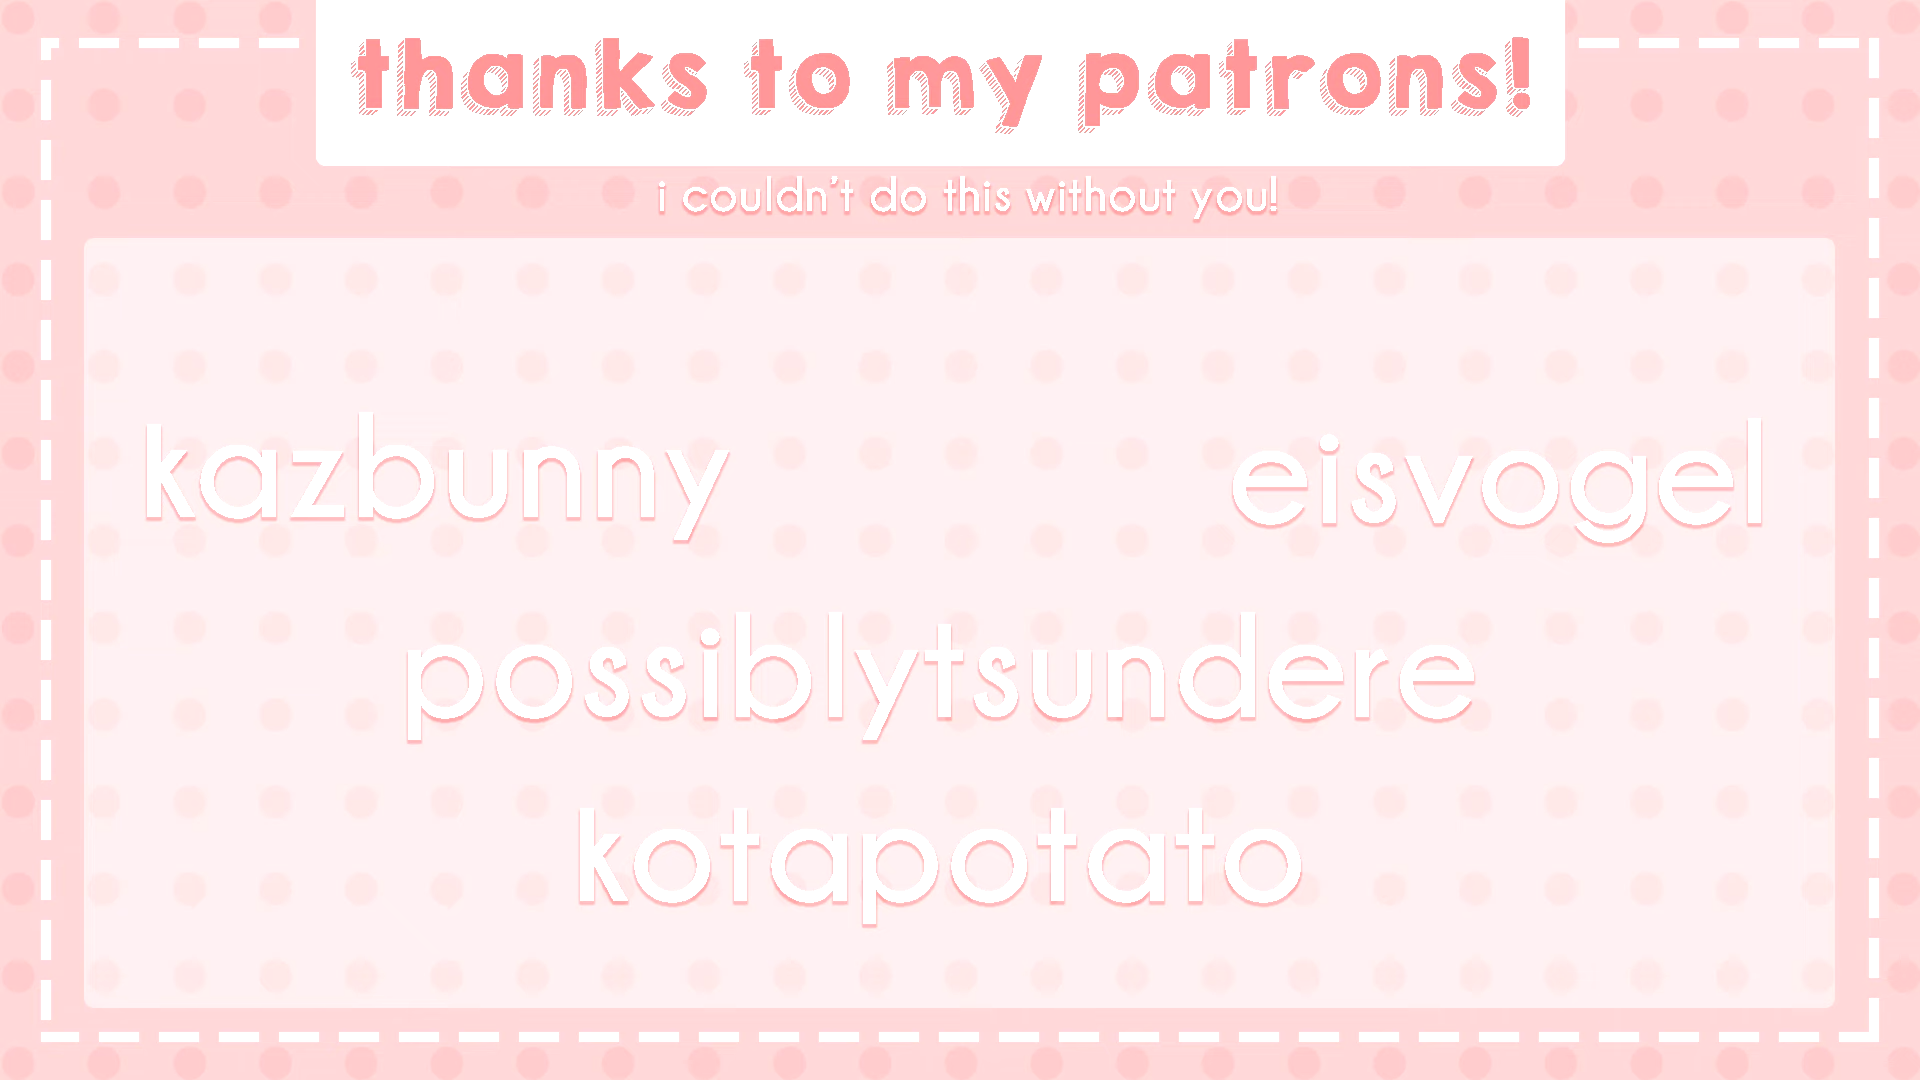 thanks to my patrons!
i couldn't do this without you!
kazbunny eisvogel
possiblytsundere
kotapotato